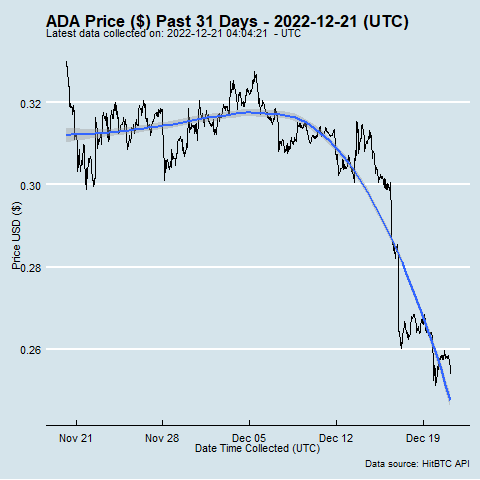 ADA Price ($) Past 31 Days - 2022-12-21 (UTC)
Latest data collected on: 2022-12-21 04:04:21 - UTC
0.32
0.30
0.28
0.26
Price USD ($)
Nov 21 Nov 28 Dec 05 Dec 12 Dec 19
Date Time Collected (UTC)
Data source: HitBTC API